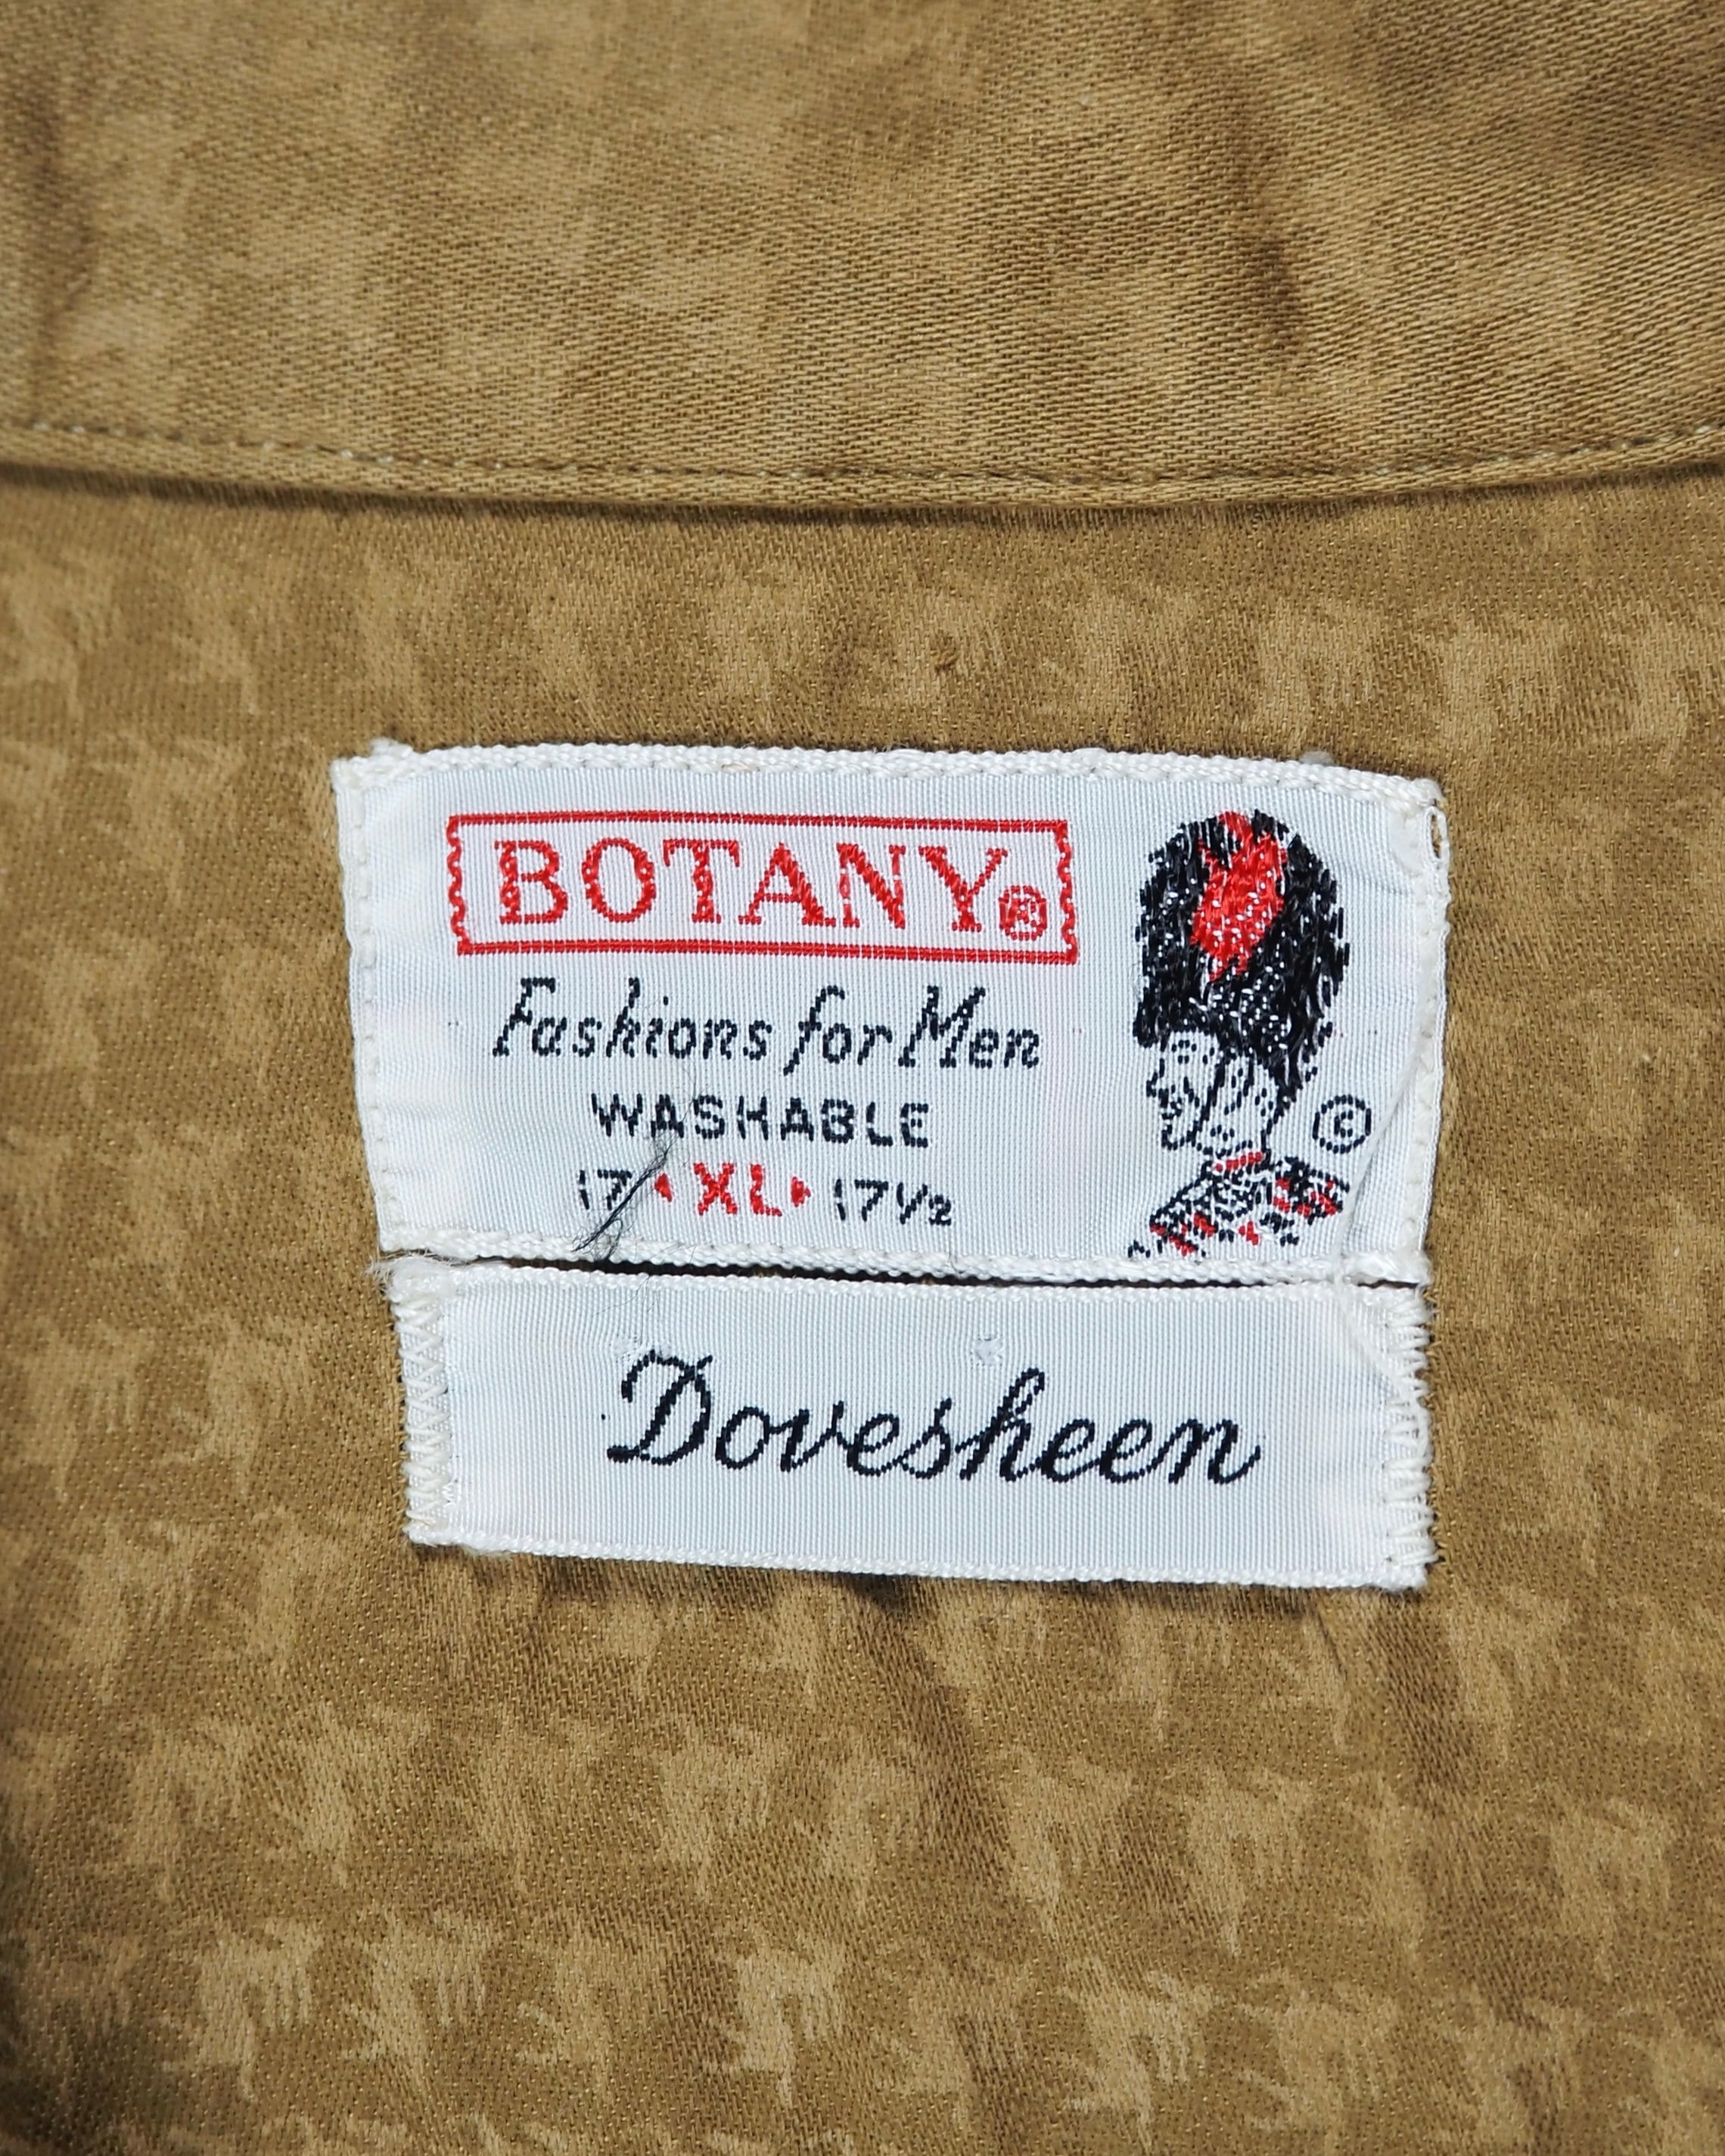 BOTANY®
Fashions for Men
WASHABLE
17 XL 17½
©
Dovesheen